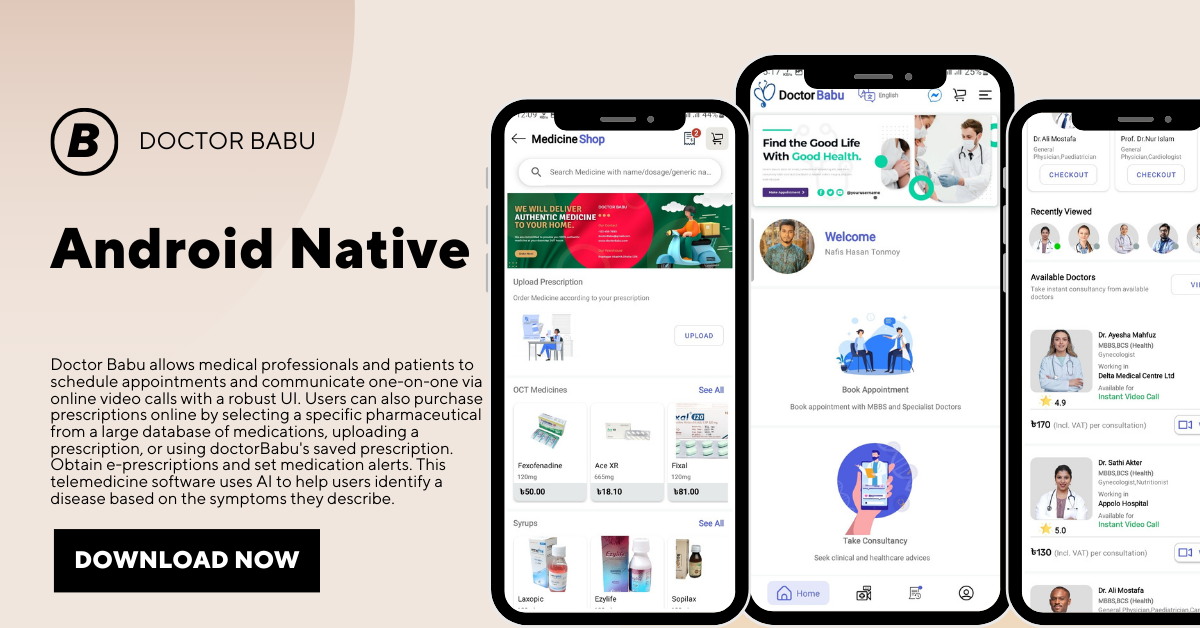 B
DOCTOR BABU
Android Native
Doctor Babu allows medical professionals and patients to
schedule appointments and communicate one-on-one via
online video calls with a robust UI. Users can also purchase
prescriptions online by selecting a specific pharmaceutical
from a large database of medications, uploading a
prescription, or using doctorBabu's saved prescription.
Obtain e-prescriptions and set medication alerts. This
telemedicine software uses AI to help users identify a
disease based on the symptoms they describe.
DOWNLOAD NOW
12:09
44%
Medicine Shop
2
Search Medicine with name/dosage/generic na...
WE WILL DELIVER
AUTHENTIC MEDICINE
TO YOUR HOME.
DOCTOR BABU
Upload Prescription
Order Medicine according to your prescription
UPLOAD
OCT Medicines
See All
Fexofenadine
120mg
৳50.00
Ace XR
665mg
৳18.10
Fixal
120mg
৳81.00
Syrups
See All
Laxopic
Ezylife
Sopilax
5:17
25%
Doctor Babu
English
Find the Good Life
With Good Health.
Make Appointment
@yourusername
Welcome
Nafis Hasan Tonmoy
Book Appointment
Book appointment with MBBS and Specialist Doctors
Take Consultancy
Seek clinical and healthcare advices
Home
Dr.Ali Mostafa
General
Physician,Paediatrician
CHECKOUT
Prof. Dr.Nur Islam
General
Physician,Cardiologist
CHECKOUT
Recently Viewed
Available Doctors
Take instant consultancy from available
doctors
VI
Dr. Ayesha Mahfuz
MBBS,BCS (Health)
Gynecologist
Working in
Delta Medical Centre Ltd
Available for
Instant Video Call
4.9
৳170 (Incl. VAT) per consultation)
Dr. Sathi Akter
MBBS,BCS (Health)
Gynecologist,Nutritionist
Working in
Appolo Hospital
Available for
Instant Video Call
5.0
৳130 (Incl. VAT) per consultation)
Dr. Ali Mostafa
MBBS,BCS (Health)
General Physician,Paediatrician,Car